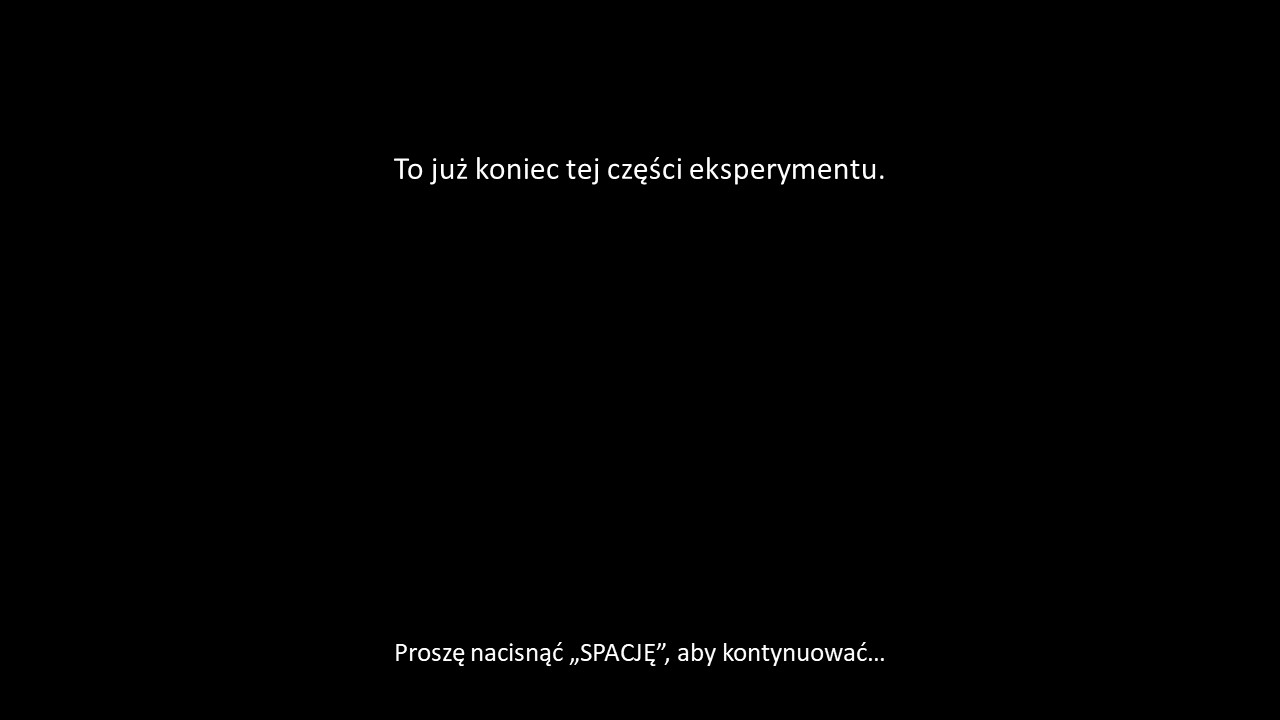 To już koniec tej części eksperymentu.
Proszę nacisnąć „SPACJĘ”, aby kontynuować…